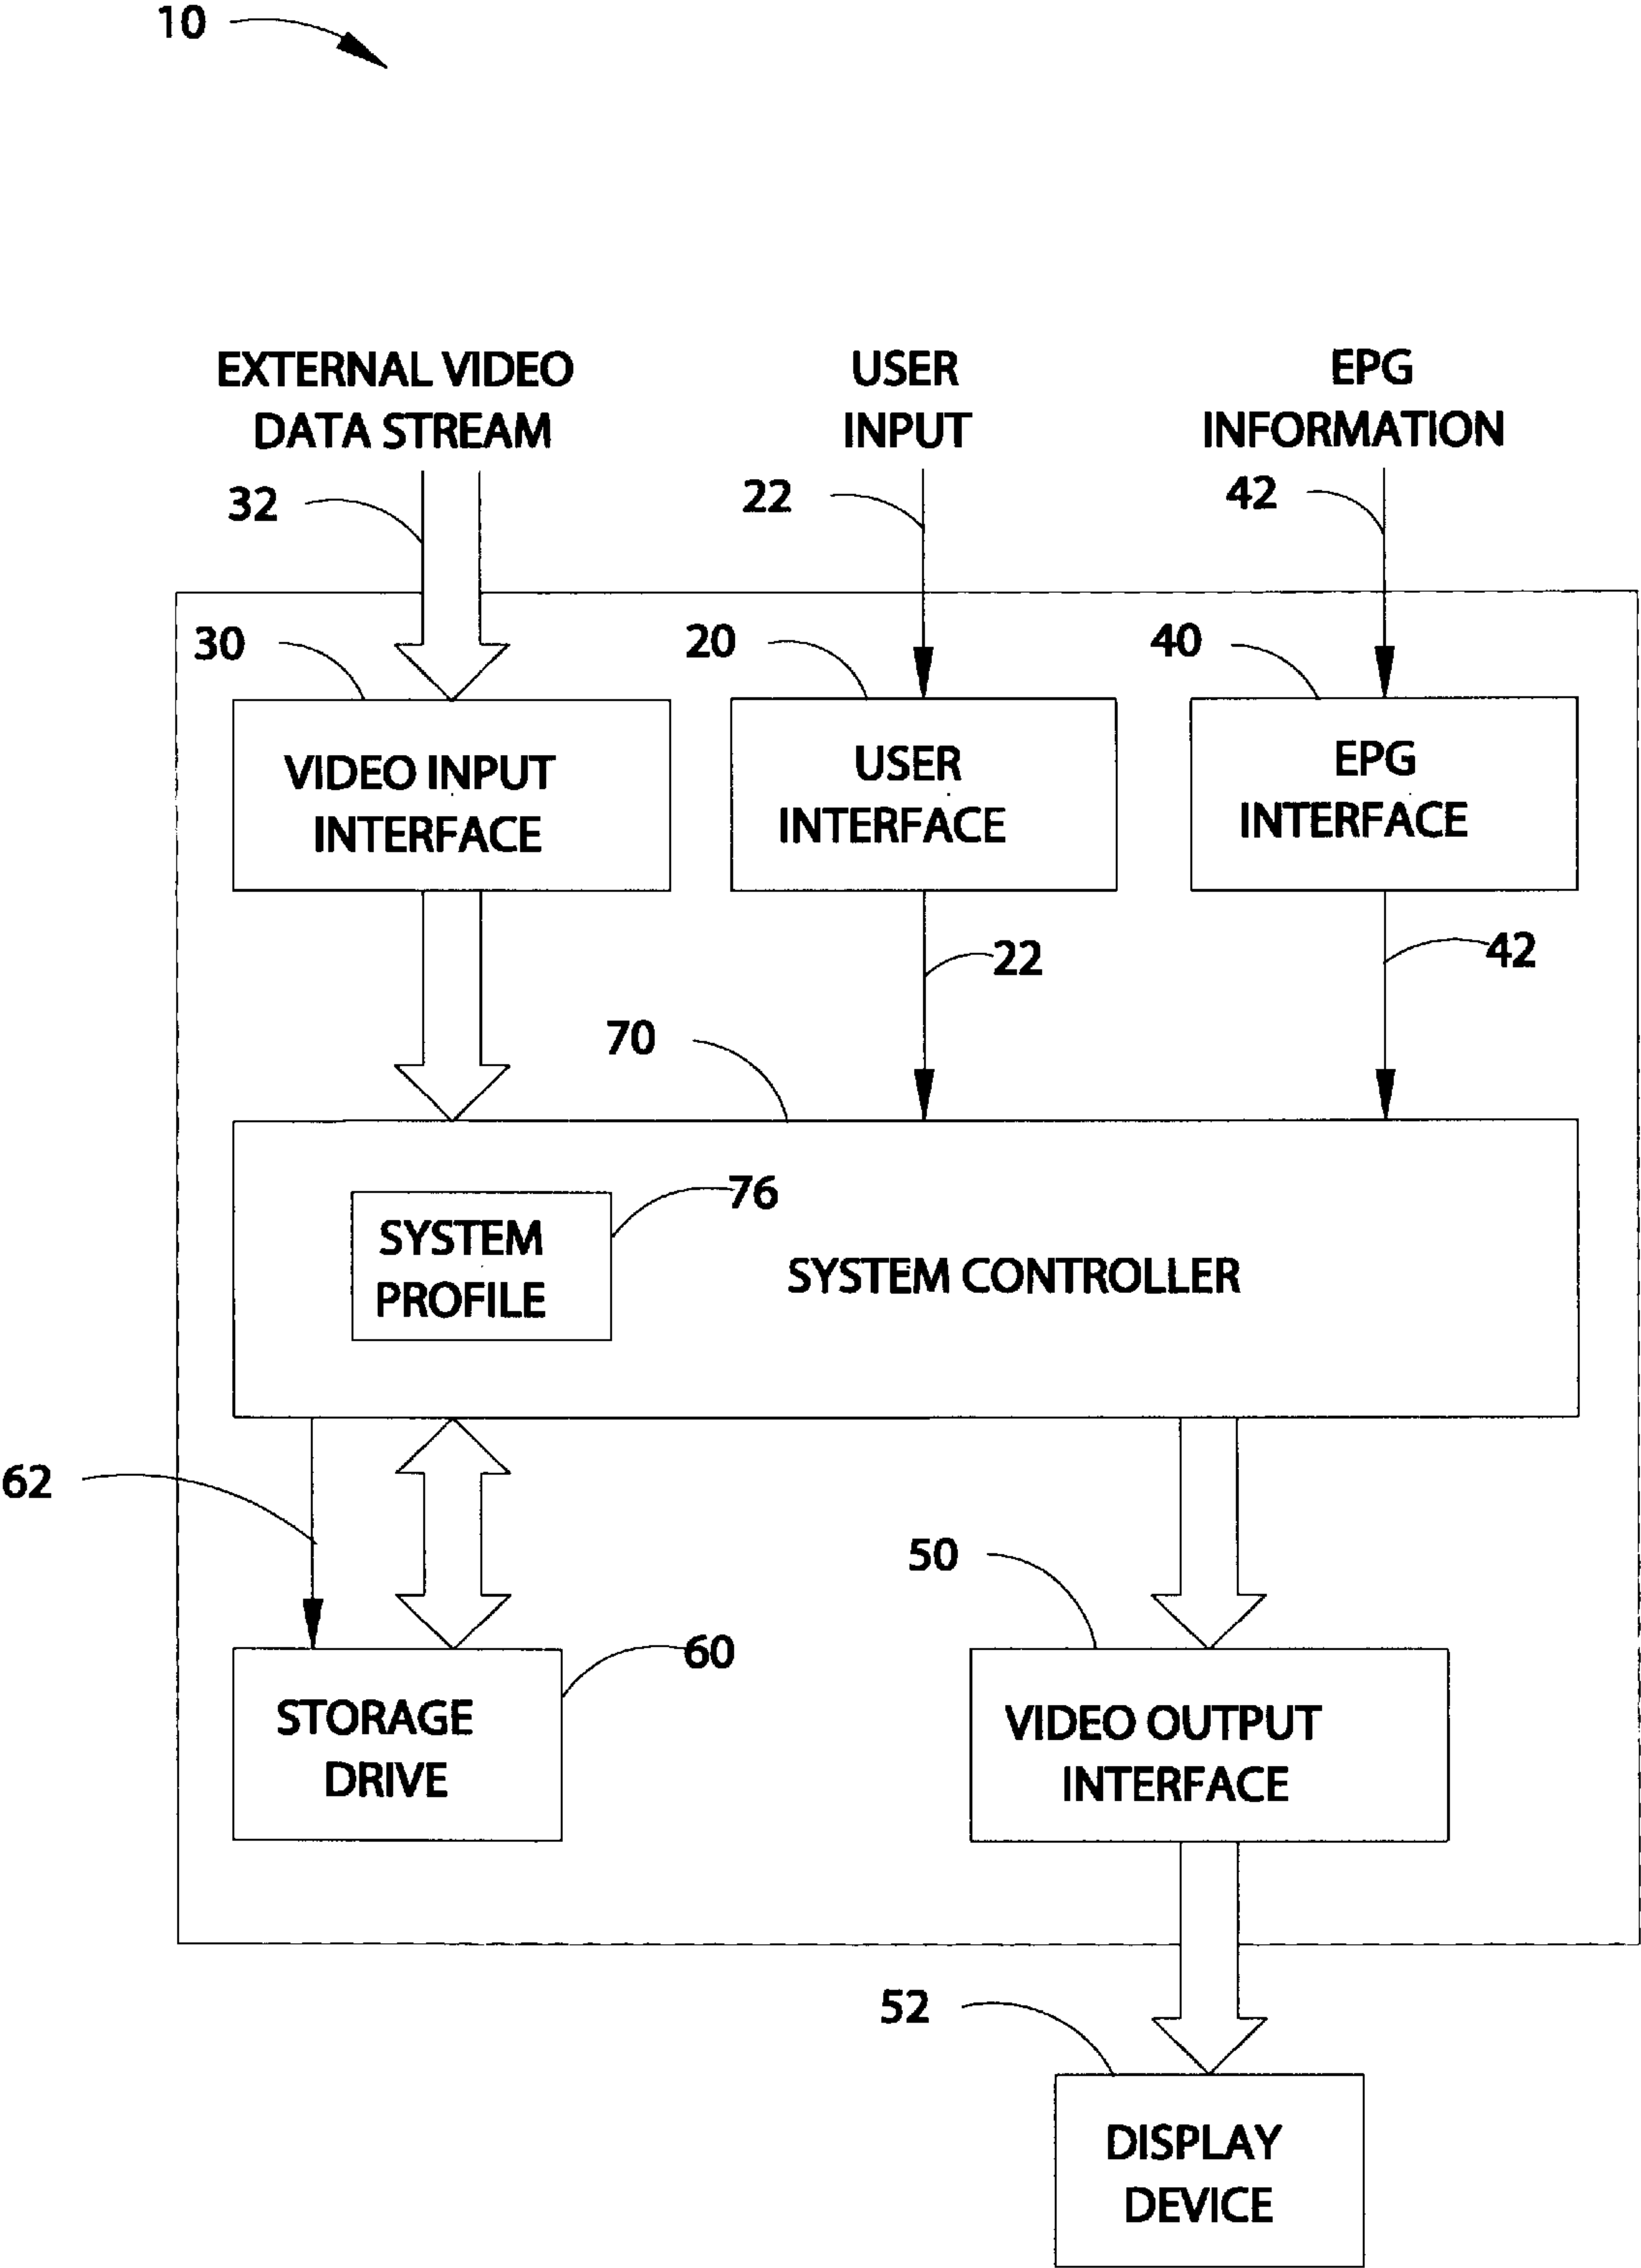 10
EXTERNAL VIDEO
DATA STREAM
USER
INPUT
EPG
INFORMATION
32
22
42
30
20
40
VIDEO INPUT
INTERFACE
USER
INTERFACE
EPG
INTERFACE
22
42
70
76
SYSTEM
PROFILE
SYSTEM CONTROLLER
62
50
60
STORAGE
DRIVE
VIDEO OUTPUT
INTERFACE
52
DISPLAY
DEVICE